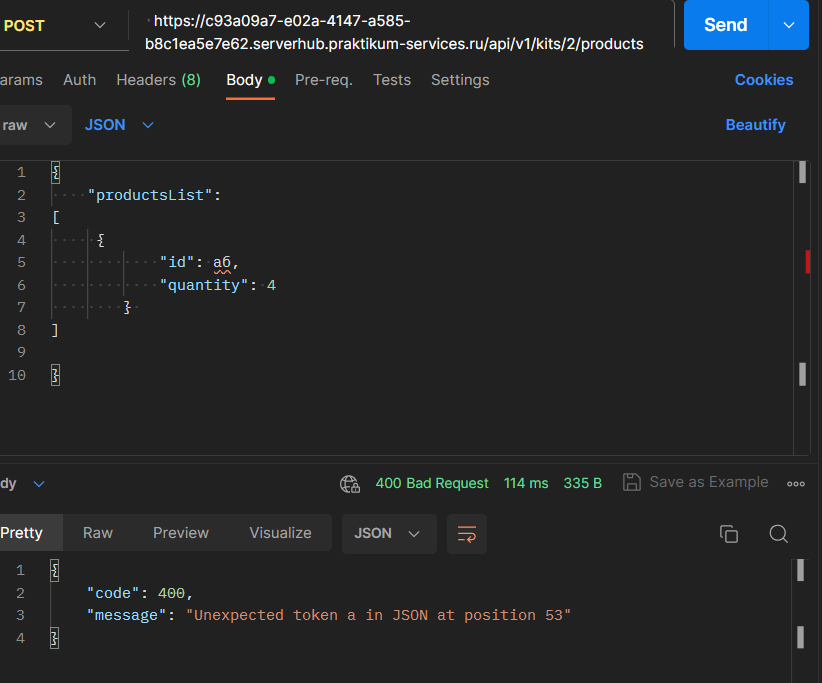 POST
https://c93a09a7-e02a-4147-a585-
b8c1ea5e7e62.serverhub.praktikum-services.ru/api/v1/kits/2/products
Send
arams Auth Headers (8) Body Pre-req. Tests Settings Cookies
raw JSON Beautify
1 {
2 "productsList":
3 [
4 {
5 "id": аб,
6 "quantity": 4
7 }
8 ]
9
10 }
dy 400 Bad Request 114 ms 335 B Save as Example
Pretty Raw Preview Visualize JSON
1 {
2 "code": 400,
3 "message": "Unexpected token а in JSON at position 53"
4 }